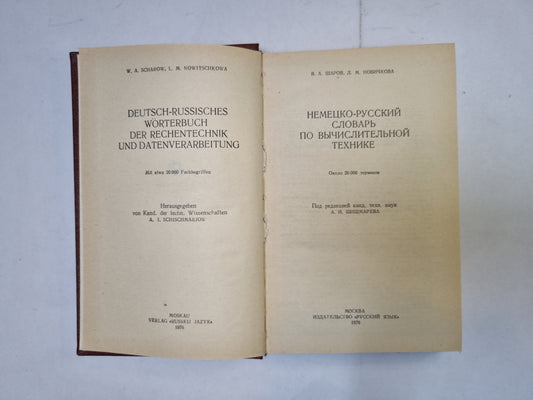 W. A. SCHAROW, L. M. NOWITSCHKOWA
DEUTSCH-RUSSISCHES
WÖRTERBUCH
DER RECHENTECHNIK
UND DATENVERARBEITUNG
Mit etwa 20 000 Fachbegriffen
Herausgegeben
von Kand. der techn. Wissenschaften
A. I. SCHISCHMARJOW
MOSKAU
VERLAG «RUSSKIJ JAZYK»
1976
В. А. ШАРОВ, Л. М. НОВИЧКОВА
НЕМЕЦКО-РУССКИЙ
СЛОВАРЬ
ПО ВЫЧИСЛИТЕЛЬНОЙ
ТЕХНИКЕ
Около 20 000 терминов
Под редакцией канд. техн. наук
А. И. ШИШМАРЕВА
МОСКВА
ИЗДАТЕЛЬСТВО «РУССКИЙ ЯЗЫК»
1976